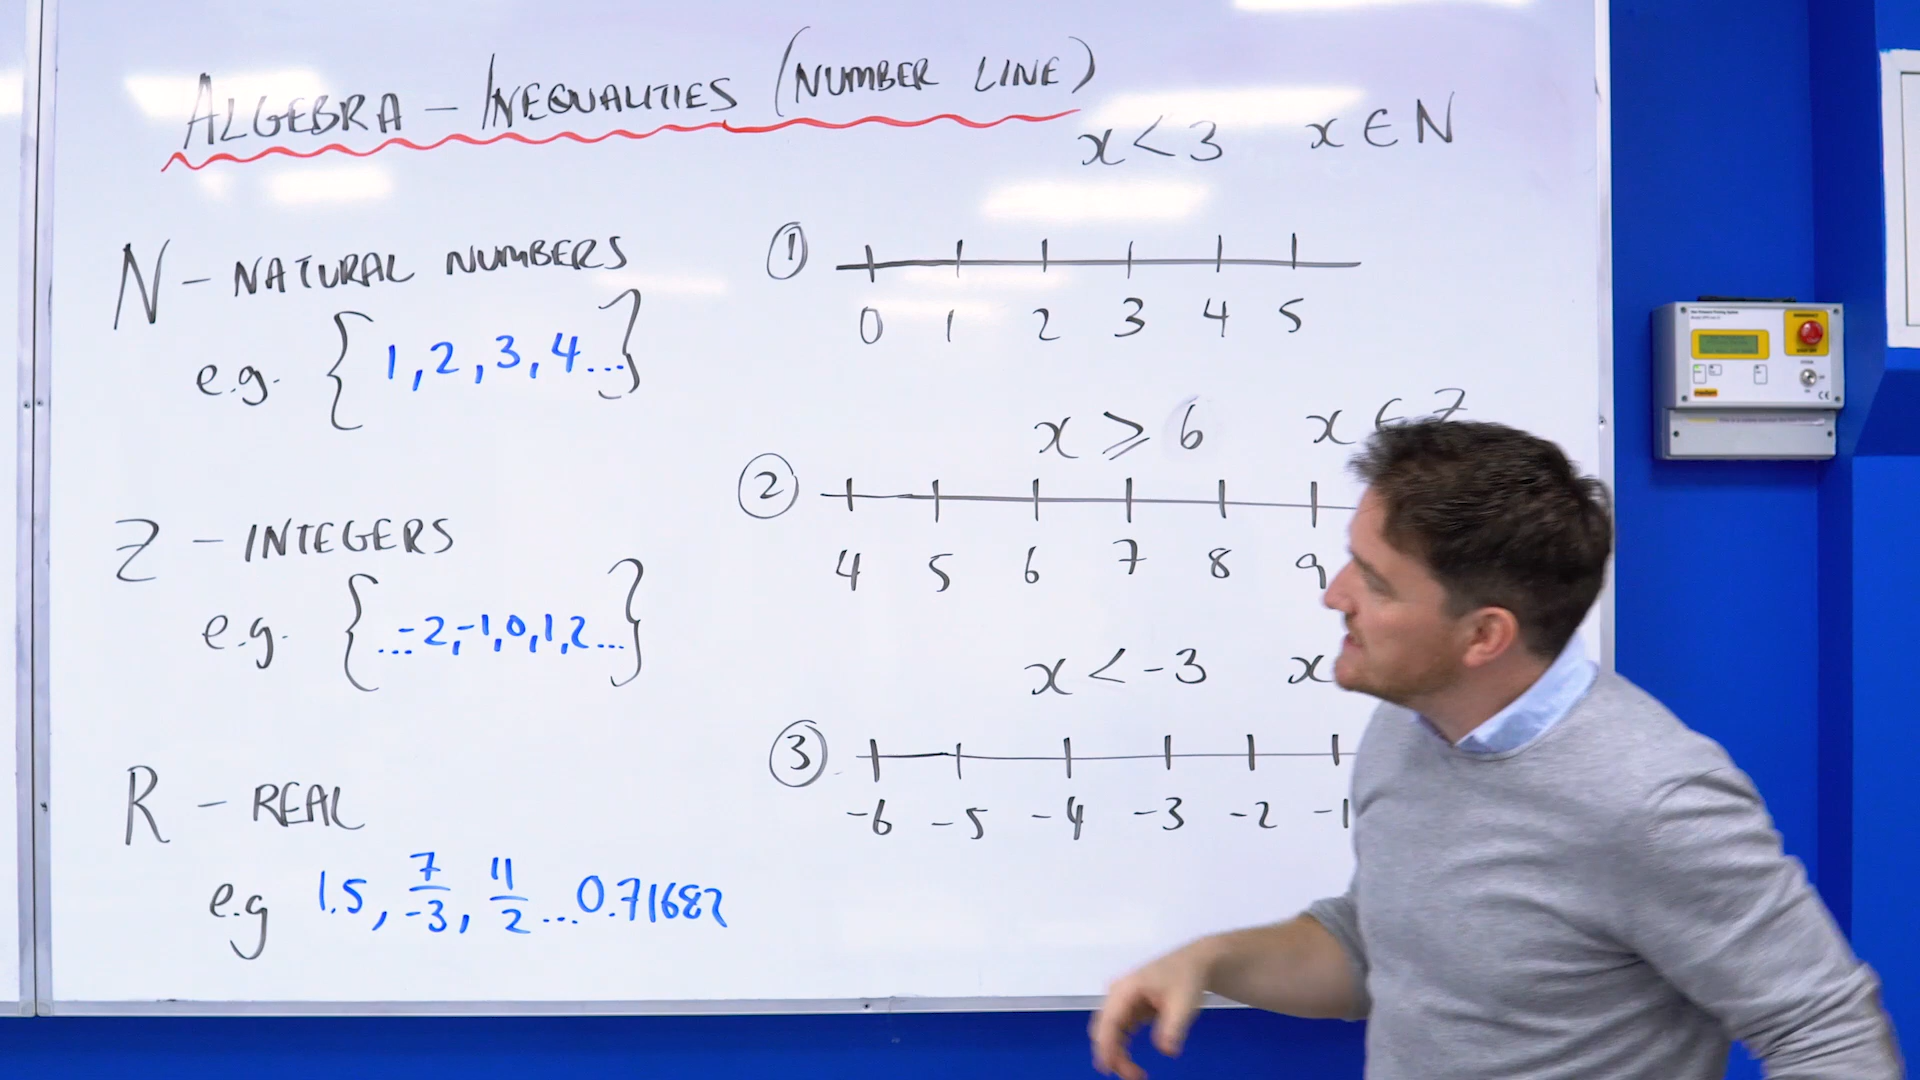 ALGEBRA - INEQUALITIES (NUMBER LINE)
x < 3 x ∈ N
N - NATURAL NUMBERS
e.g. { 1, 2, 3, 4... }
① 0 1 2 3 4 5
x ⩾ 6 x ∈ Z
② 4 5 6 7 8 9
Z - INTEGERS
e.g. { ...-2, -1, 0, 1, 2... }
x < -3 x
③ -6 -5 -4 -3 -2 -1
R - REAL
e.g 1.5, 7/-3, 11/2 ...0.71682